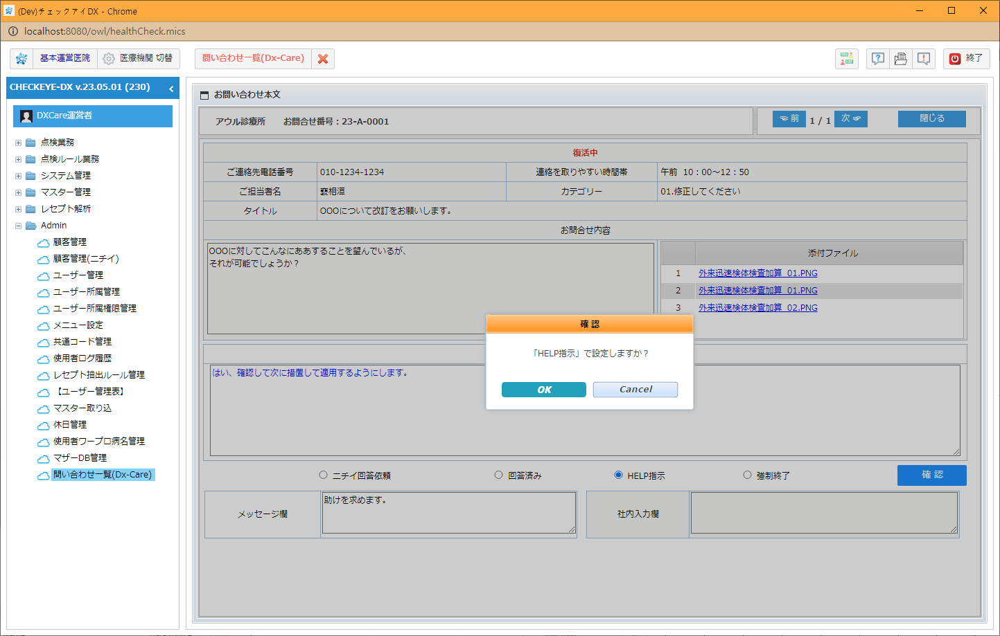 (Dev)チェックアイDX - Chrome
localhost:8080/owl/healthCheck.mics
基本運営医院
医療機関 切替
問い合わせ一覧(Dx-Care)
終了
CHECKEYE-DX v.23.05.01 (230)
DXCare運営者
点検業務
点検ルール業務
システム管理
マスター管理
レセプト解析
Admin
顧客管理
顧客管理(ニチイ)
ユーザー管理
ユーザー所属管理
ユーザー所属権限管理
メニュー設定
共通コード管理
使用者ログ履歴
レセプト抽出ルール管理
【ユーザー管理表】
マスター取り込
休日管理
使用者ワープロ病名管理
マザーDB管理
問い合わせ一覧(Dx-Care)
お問い合わせ本文
アウル診療所 お問合せ番号：23-A-0001
前 1 / 1 次 閉じる
復活中
ご連絡先電話番号 010-1234-1234 連絡を取りやすい時間帯 午前 10：00～12：50
ご担当者名 裵相洹 カテゴリー 01.修正してください
タイトル OOOについて改訂をお願いします。
お問合せ内容
OOOに対してこんなにああすることを望んでいるが、
それが可能でしょうか？
添付ファイル
1 外来迅速検体検査加算_01.PNG
2 外来迅速検体検査加算_01.PNG
3 外来迅速検体検査加算_02.PNG
確 認
「HELP指示」で設定しますか？
OK Cancel
はい、確認して次に措置して適用するようにします。
ニチイ回答依頼 回答済み HELP指示 強制終了 確 認
メッセージ欄 助けを求めます。 社内入力欄